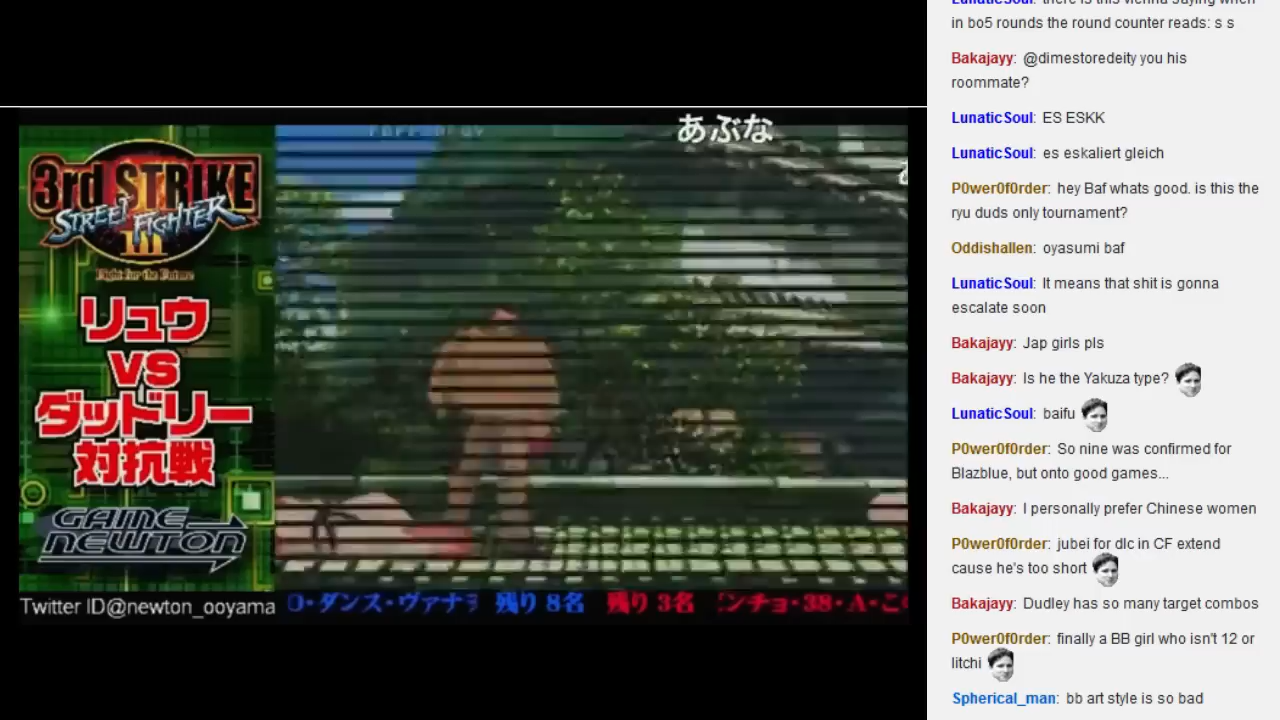 3rd STRIKE
STREET FIGHTER
III
Fight for the Future
リュウ
VS
ダッドリー
対抗戦
GAME
NEWTON
Twitter ID@newton_ooyama
あぶな
残り 8名 残り 3名
in bo5 rounds the round counter reads: s s
Bakajayy: @dimestoredeity you his
roommate?
LunaticSoul: ES ESKK
LunaticSoul: es eskaliert gleich
P0wer0f0rder: hey Baf whats good. is this the
ryu duds only tournament?
Oddishallen: oyasumi baf
LunaticSoul: It means that shit is gonna
escalate soon
Bakajayy: Jap girls pls
Bakajayy: Is he the Yakuza type?
LunaticSoul: baifu
P0wer0f0rder: So nine was confirmed for
Blazblue, but onto good games...
Bakajayy: I personally prefer Chinese women
P0wer0f0rder: jubei for dlc in CF extend
cause he's too short
Bakajayy: Dudley has so many target combos
P0wer0f0rder: finally a BB girl who isn't 12 or
litchi
Spherical_man: bb art style is so bad